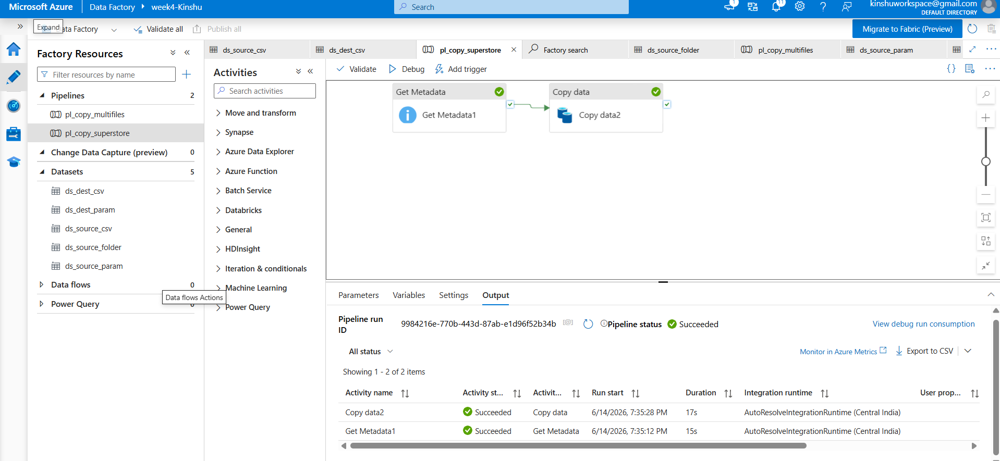 Microsoft Azure
Data Factory
week4-Kinshu
Search
1
11
kinshuworkspace@gmail.com
DEFAULT DIRECTORY
Expand
Data Factory
Validate all
Publish all
Migrate to Fabric (Preview)
Factory Resources
Filter resources by name
Pipelines 2
pl_copy_multifiles
pl_copy_superstore
Change Data Capture (preview) 0
Datasets 5
ds_dest_csv
ds_dest_param
ds_source_csv
ds_source_folder
ds_source_param
Data flows 0
Data flows Actions
Power Query 0
ds_source_csv
ds_dest_csv
pl_copy_superstore
Factory search
ds_source_folder
pl_copy_multifiles
ds_source_param
Activities
Search activities
Move and transform
Synapse
Azure Data Explorer
Azure Function
Batch Service
Databricks
General
HDInsight
Iteration & conditionals
Machine Learning
Power Query
Validate
Debug
Add trigger
Get Metadata
Get Metadata1
Copy data
Copy data2
Parameters Variables Settings Output
Pipeline run ID
9984216e-770b-443d-87ab-e1d96f52b34b
Pipeline status Succeeded
View debug run consumption
All status
Monitor in Azure Metrics
Export to CSV
Showing 1 - 2 of 2 items
Activity name Activity st... Activit... Run start Duration Integration runtime User prop...
Copy data2 Succeeded Copy data 6/14/2026, 7:35:28 PM 17s AutoResolveIntegrationRuntime (Central India)
Get Metadata1 Succeeded Get Metadata 6/14/2026, 7:35:12 PM 15s AutoResolveIntegrationRuntime (Central India)